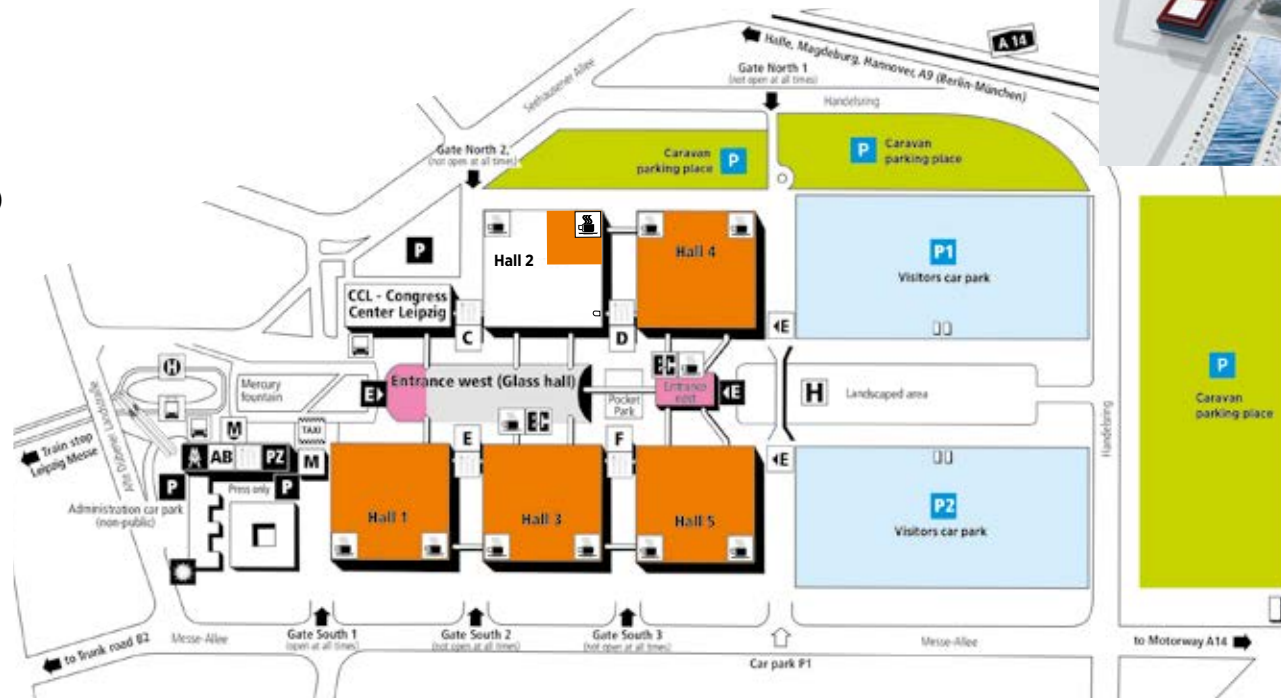 A 14
Halle, Magdeburg, Hannover, A9 (Berlin-München)
Seehausener Allee
Gate North 1
(not open at all times)
Handelsring
Gate North 2,
(not open at all times)
Caravan
parking place
P
P
Caravan
parking place
P
Hall 2
Hall 4
P1
Visitors car park
CCL - Congress
Center Leipzig
C
D
E
P
Caravan
parking place
H
Mercury
fountain
E
Entrance west (Glass hall)
EC
Pocket
Park
EC
Entrance
east
E
H
Landscaped area
Handelsring
M
TAXI
E
F
E
Train stop
Leipzig Messe
AB
PZ
M
P
Press only
P
Administration car park
(non-public)
Hall 1
Hall 3
Hall 5
P2
Visitors car park
to Trunk road B2
Messe-Allee
Gate South 1
(open at all times)
Gate South 2
(not open at all times)
Gate South 3
(not open at all times)
Car park P1
Messe-Allee
to Motorway A14